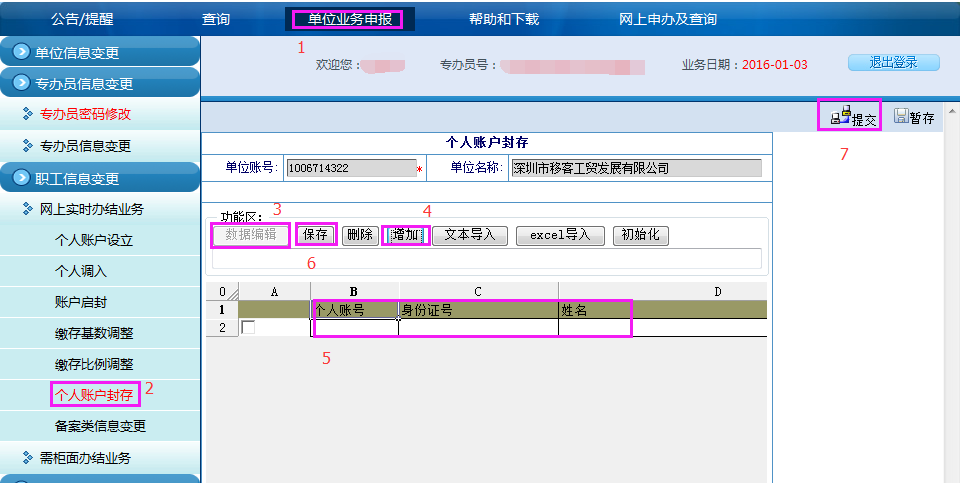 公告/提醒 查询 单位业务申报 帮助和下载 网上申办及查询
1
欢迎您： 专办员号： 业务日期：2016-01-03 退出登录
单位信息变更
专办员信息变更
专办员密码修改
专办员信息变更
职工信息变更
网上实时办结业务
个人账户设立
个人调入
账户启封
缴存基数调整
缴存比例调整
个人账户封存 2
备案类信息变更
需柜面办结业务
提交 暂存
7
个人账户封存
单位账号： 1006714322 * 单位名称： 深圳市移客工贸发展有限公司
功能区： 3 4
数据编辑 保存 删除 增加 文本导入 excel导入 初始化
6
0 A B C D
1 个人账号 身份证号 姓名
2
5